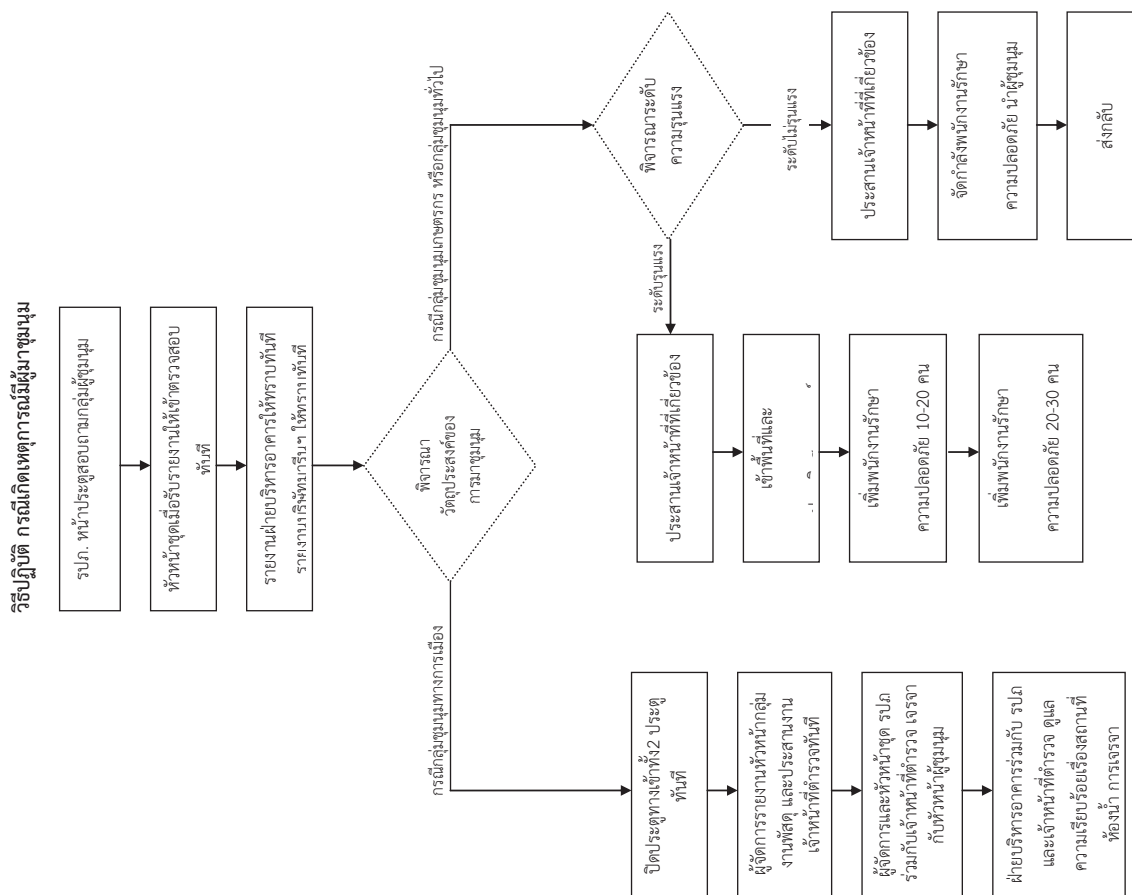 วิธีปฏิบัติ กรณีเกิดเหตุการณ์มีผู้มาชุมนุม
รปภ. หน้าประตูสอบถามกลุ่มผู้ชุมนุม
หัวหน้าชุดเมื่อรับรายงานให้เข้าตรวจสอบ
ทันที
รายงานฝ่ายบริหารอาคารให้ทราบทันที
รายงานบริษัทมารีนฯ ให้ทราบทันที
พิจารณา
วัตถุประสงค์ของ
การมาชุมนุม
กรณีกลุ่มชุมนุมทางการเมือง
ปิดประตูทางเข้าทั้ง2 ประตู
ทันที
ผู้จัดการรายงานหัวหน้ากลุ่ม
งานพัสดุ และประสานงาน
เจ้าหน้าที่ตำรวจทันที
ผู้จัดการและหัวหน้าชุด รปภ
ร่วมกับเจ้าหน้าที่ตำรวจ เจรจา
กับหัวหน้าผู้ชุมนุม
ฝ่ายบริหารอาคารร่วมกับ รปภ
และเจ้าหน้าที่ตำรวจ ดูแล
ความเรียบร้อยเรื่องสถานที่
ห้องน้ำ การเจรจา
กรณีกลุ่มชุมนุมเกษตรกร หรือกลุ่มชุมนุมทั่วไป
พิจารณาระดับ
ความรุนแรง
ระดับรุนแรง
ประสานเจ้าหน้าที่ที่เกี่ยวข้อง
เข้าพื้นที่และ
เพิ่มพนักงานรักษา
ความปลอดภัย 10-20 คน
เพิ่มพนักงานรักษา
ความปลอดภัย 20-30 คน
ระดับไม่รุนแรง
ประสานเจ้าหน้าที่ที่เกี่ยวข้อง
จัดกำลังพนักงานรักษา
ความปลอดภัย นำผู้ชุมนุม
ส่งกลับ